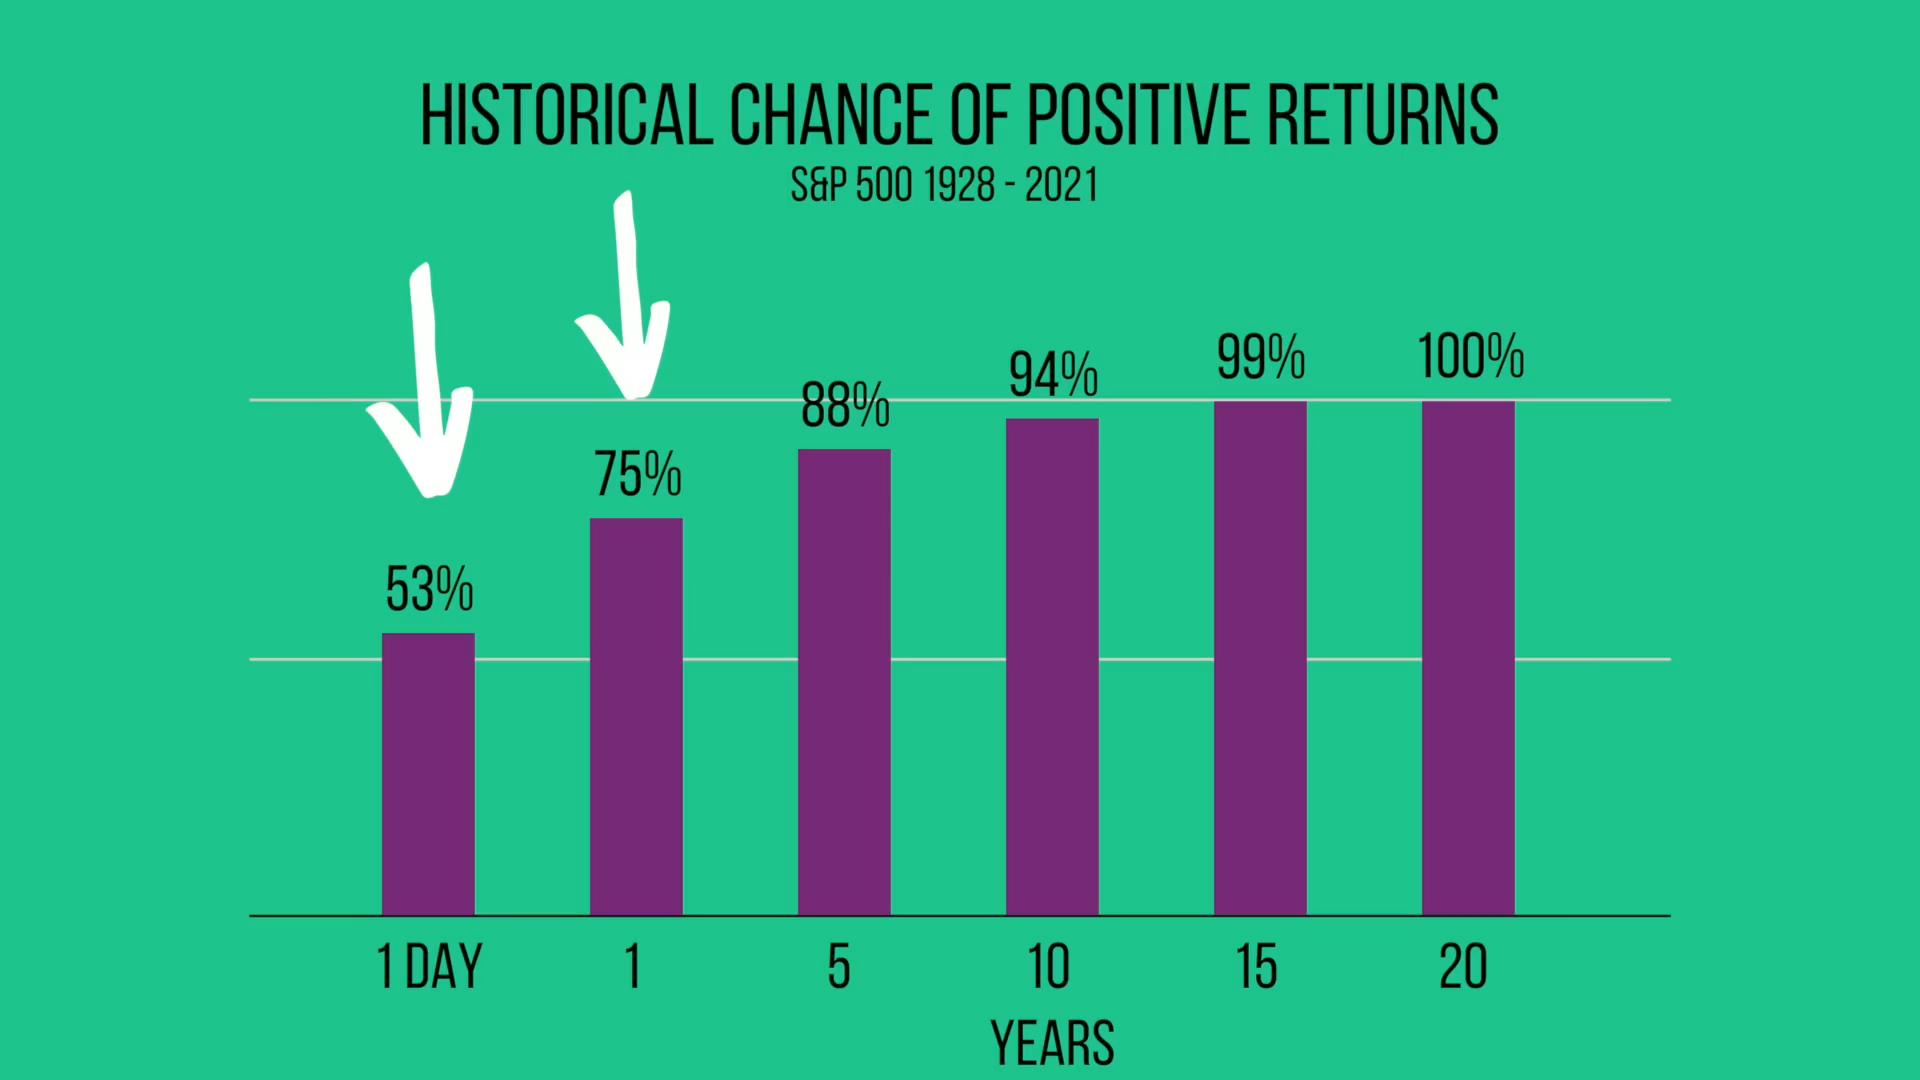 HISTORICAL CHANCE OF POSITIVE RETURNS
S&P 500 1928 - 2021
53%
75%
88%
94%
99%
100%
1 DAY
1
5
10
15
20
YEARS